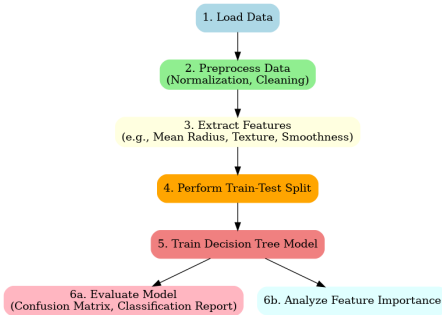 1. Load Data
2. Preprocess Data
(Normalization, Cleaning)
3. Extract Features
(e.g., Mean Radius, Texture, Smoothness)
4. Perform Train-Test Split
5. Train Decision Tree Model
6a. Evaluate Model
(Confusion Matrix, Classification Report)
6b. Analyze Feature Importance